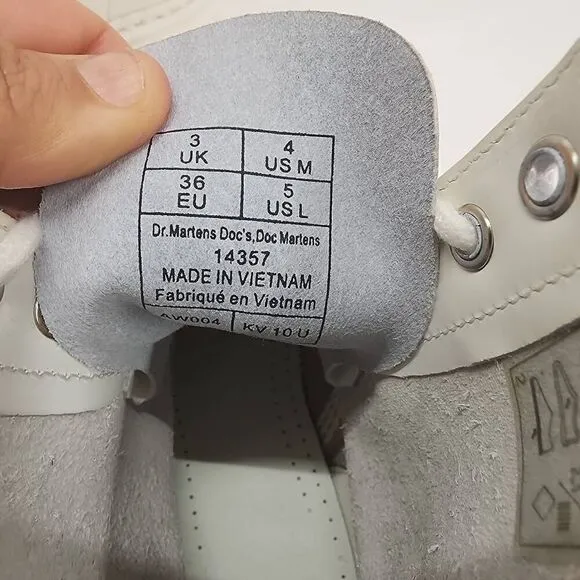 3 UK
4 US M
36 EU
5 US L
Dr.Martens Doc's,Doc Martens
14357
MADE IN VIETNAM
Fabriqué en Vietnam
AW004 KV 10 U